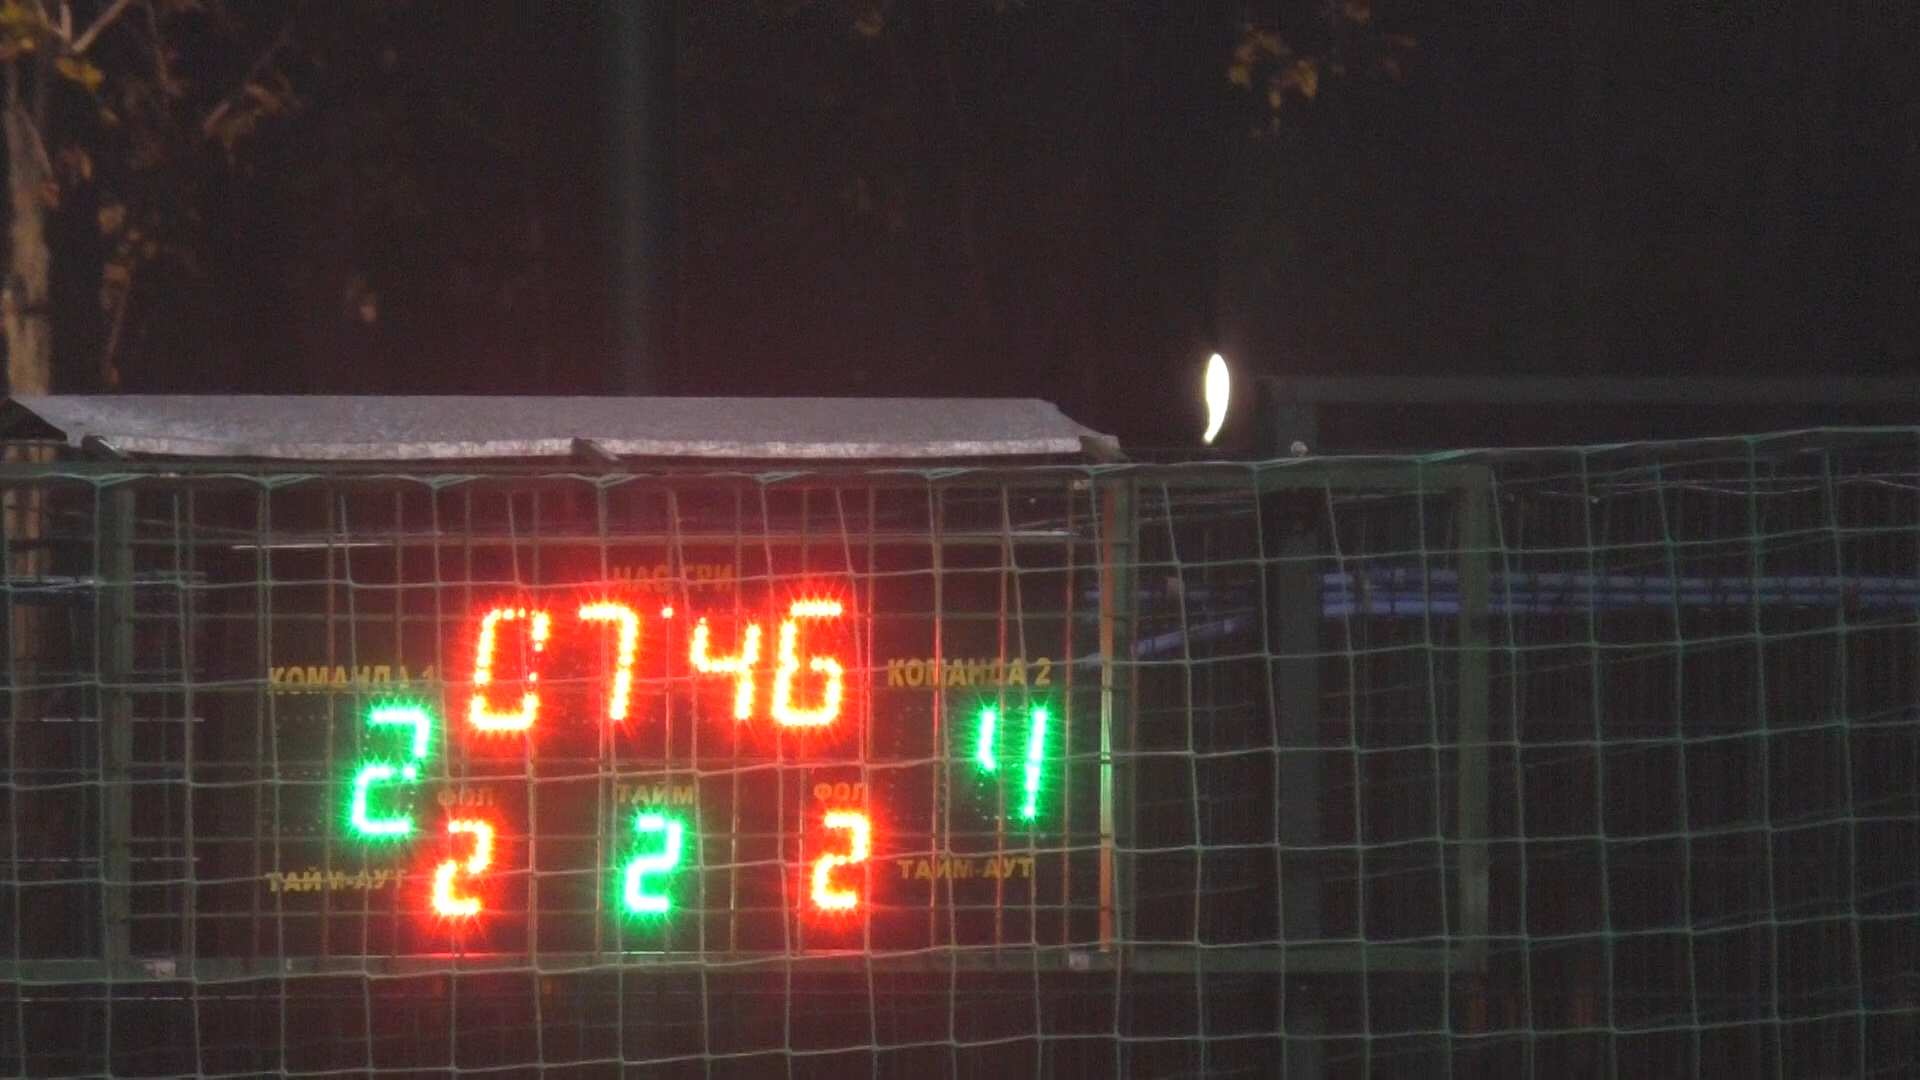 ЧАС ГРИ
07:46
КОМАНДА 1 КОМАНДА 2
2 4
ФОЛ ТАЙМ ФОЛ
2 2 2
ТАЙМ-АУТ ТАЙМ-АУТ